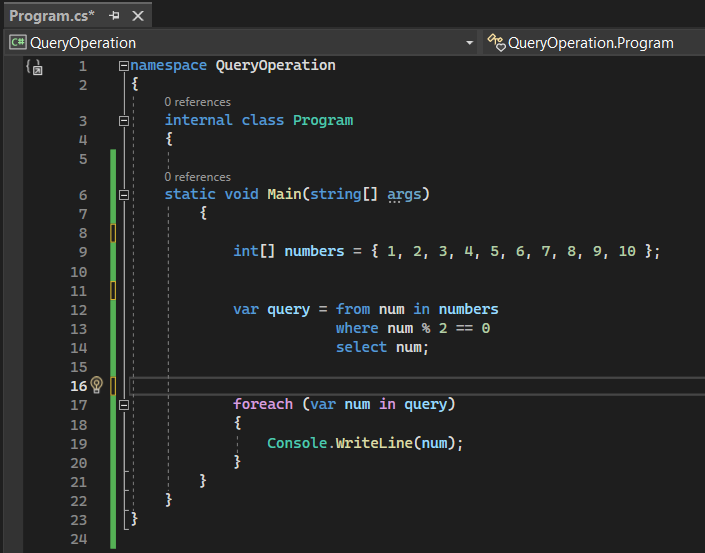 Program.cs*
QueryOperation QueryOperation.Program
1 namespace QueryOperation
2 {
0 references
3 internal class Program
4 {
5
0 references
6 static void Main(string[] args)
7 {
8
9 int[] numbers = { 1, 2, 3, 4, 5, 6, 7, 8, 9, 10 };
10
11
12 var query = from num in numbers
13 where num % 2 == 0
14 select num;
15
16
17 foreach (var num in query)
18 {
19 Console.WriteLine(num);
20 }
21 }
22 }
23 }
24